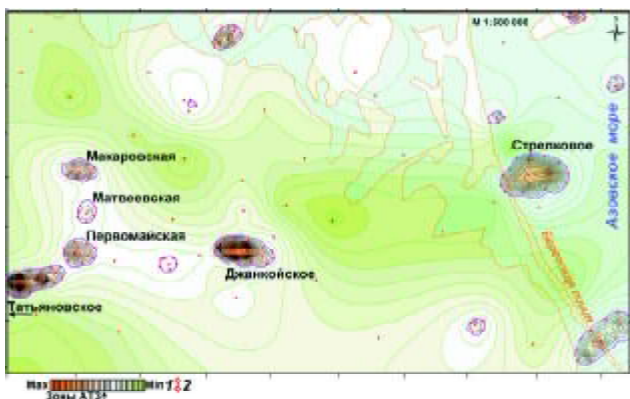 М 1:500 000
Стрелковое
Азовское море
Макаровская
Матвеевская
Первомайская
Джанкойское
Татьяновское
Max Min 1 2
Зоны АТЗ*